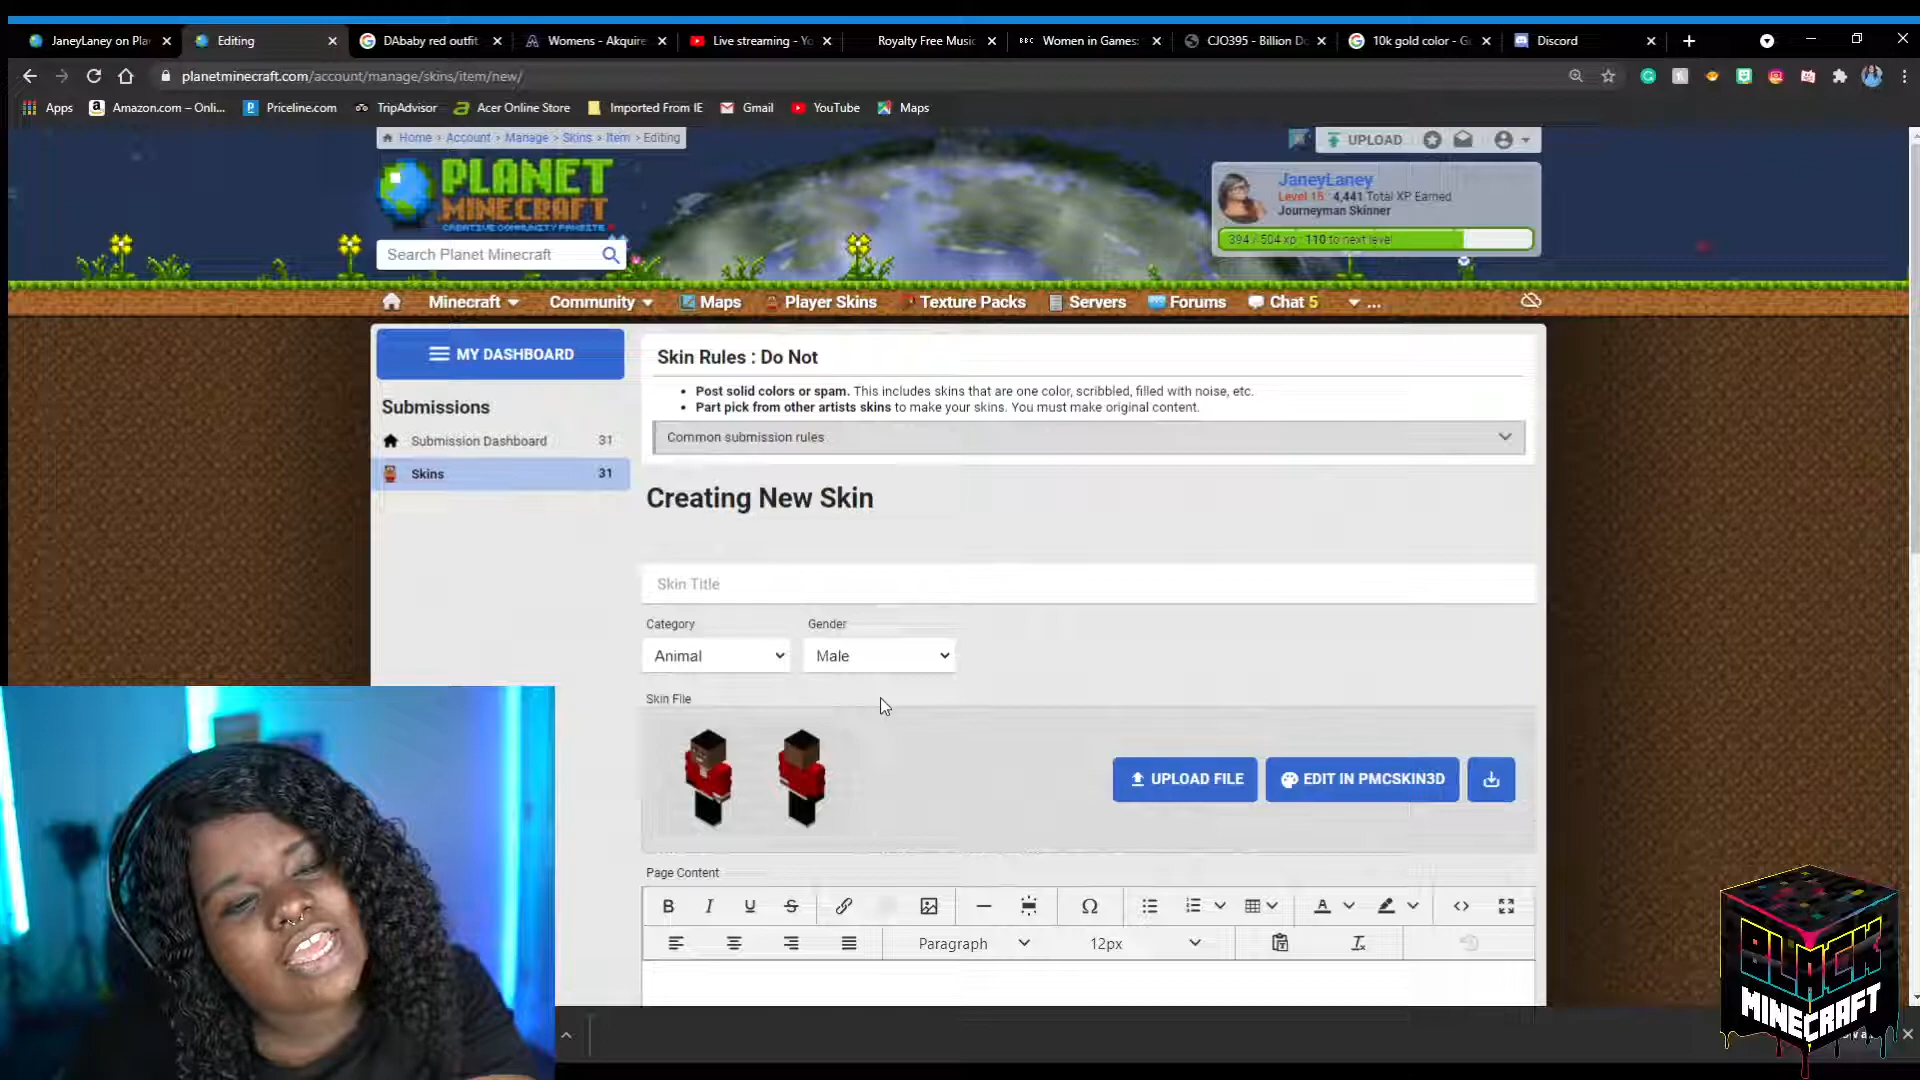 JaneyLaney on Pla
Editing
DAbaby red outfit
Womens - Akquire
Live streaming - Yo
Royalty Free Music
BBC Women in Games:
CJO395 - Billion Do
10k gold color - G
Discord
planetminecraft.com/account/manage/skins/item/new/
Apps
Amazon.com – Onli...
Priceline.com
TripAdvisor
Acer Online Store
Imported From IE
Gmail
YouTube
Maps
Home › Account › Manage › Skins › Item › Editing
UPLOAD
PLANET
MINECRAFT
CREATIVE COMMUNITY FANSITE
JaneyLaney
Level 15 : 4,441 Total XP Earned
Journeyman Skinner
394 / 504 xp : 110 to next level
Search Planet Minecraft
Minecraft
Community
Maps
Player Skins
Texture Packs
Servers
Forums
Chat 5
...
MY DASHBOARD
Submissions
Submission Dashboard 31
Skins 31
Skin Rules : Do Not
• Post solid colors or spam. This includes skins that are one color, scribbled, filled with noise, etc.
• Part pick from other artists skins to make your skins. You must make original content.
Common submission rules
Creating New Skin
Skin Title
Category
Gender
Animal
Male
Skin File
UPLOAD FILE
EDIT IN PMCSKIN3D
Page Content
B I U S
Ω
A
Paragraph
12px
BLACK
MINECRAFT